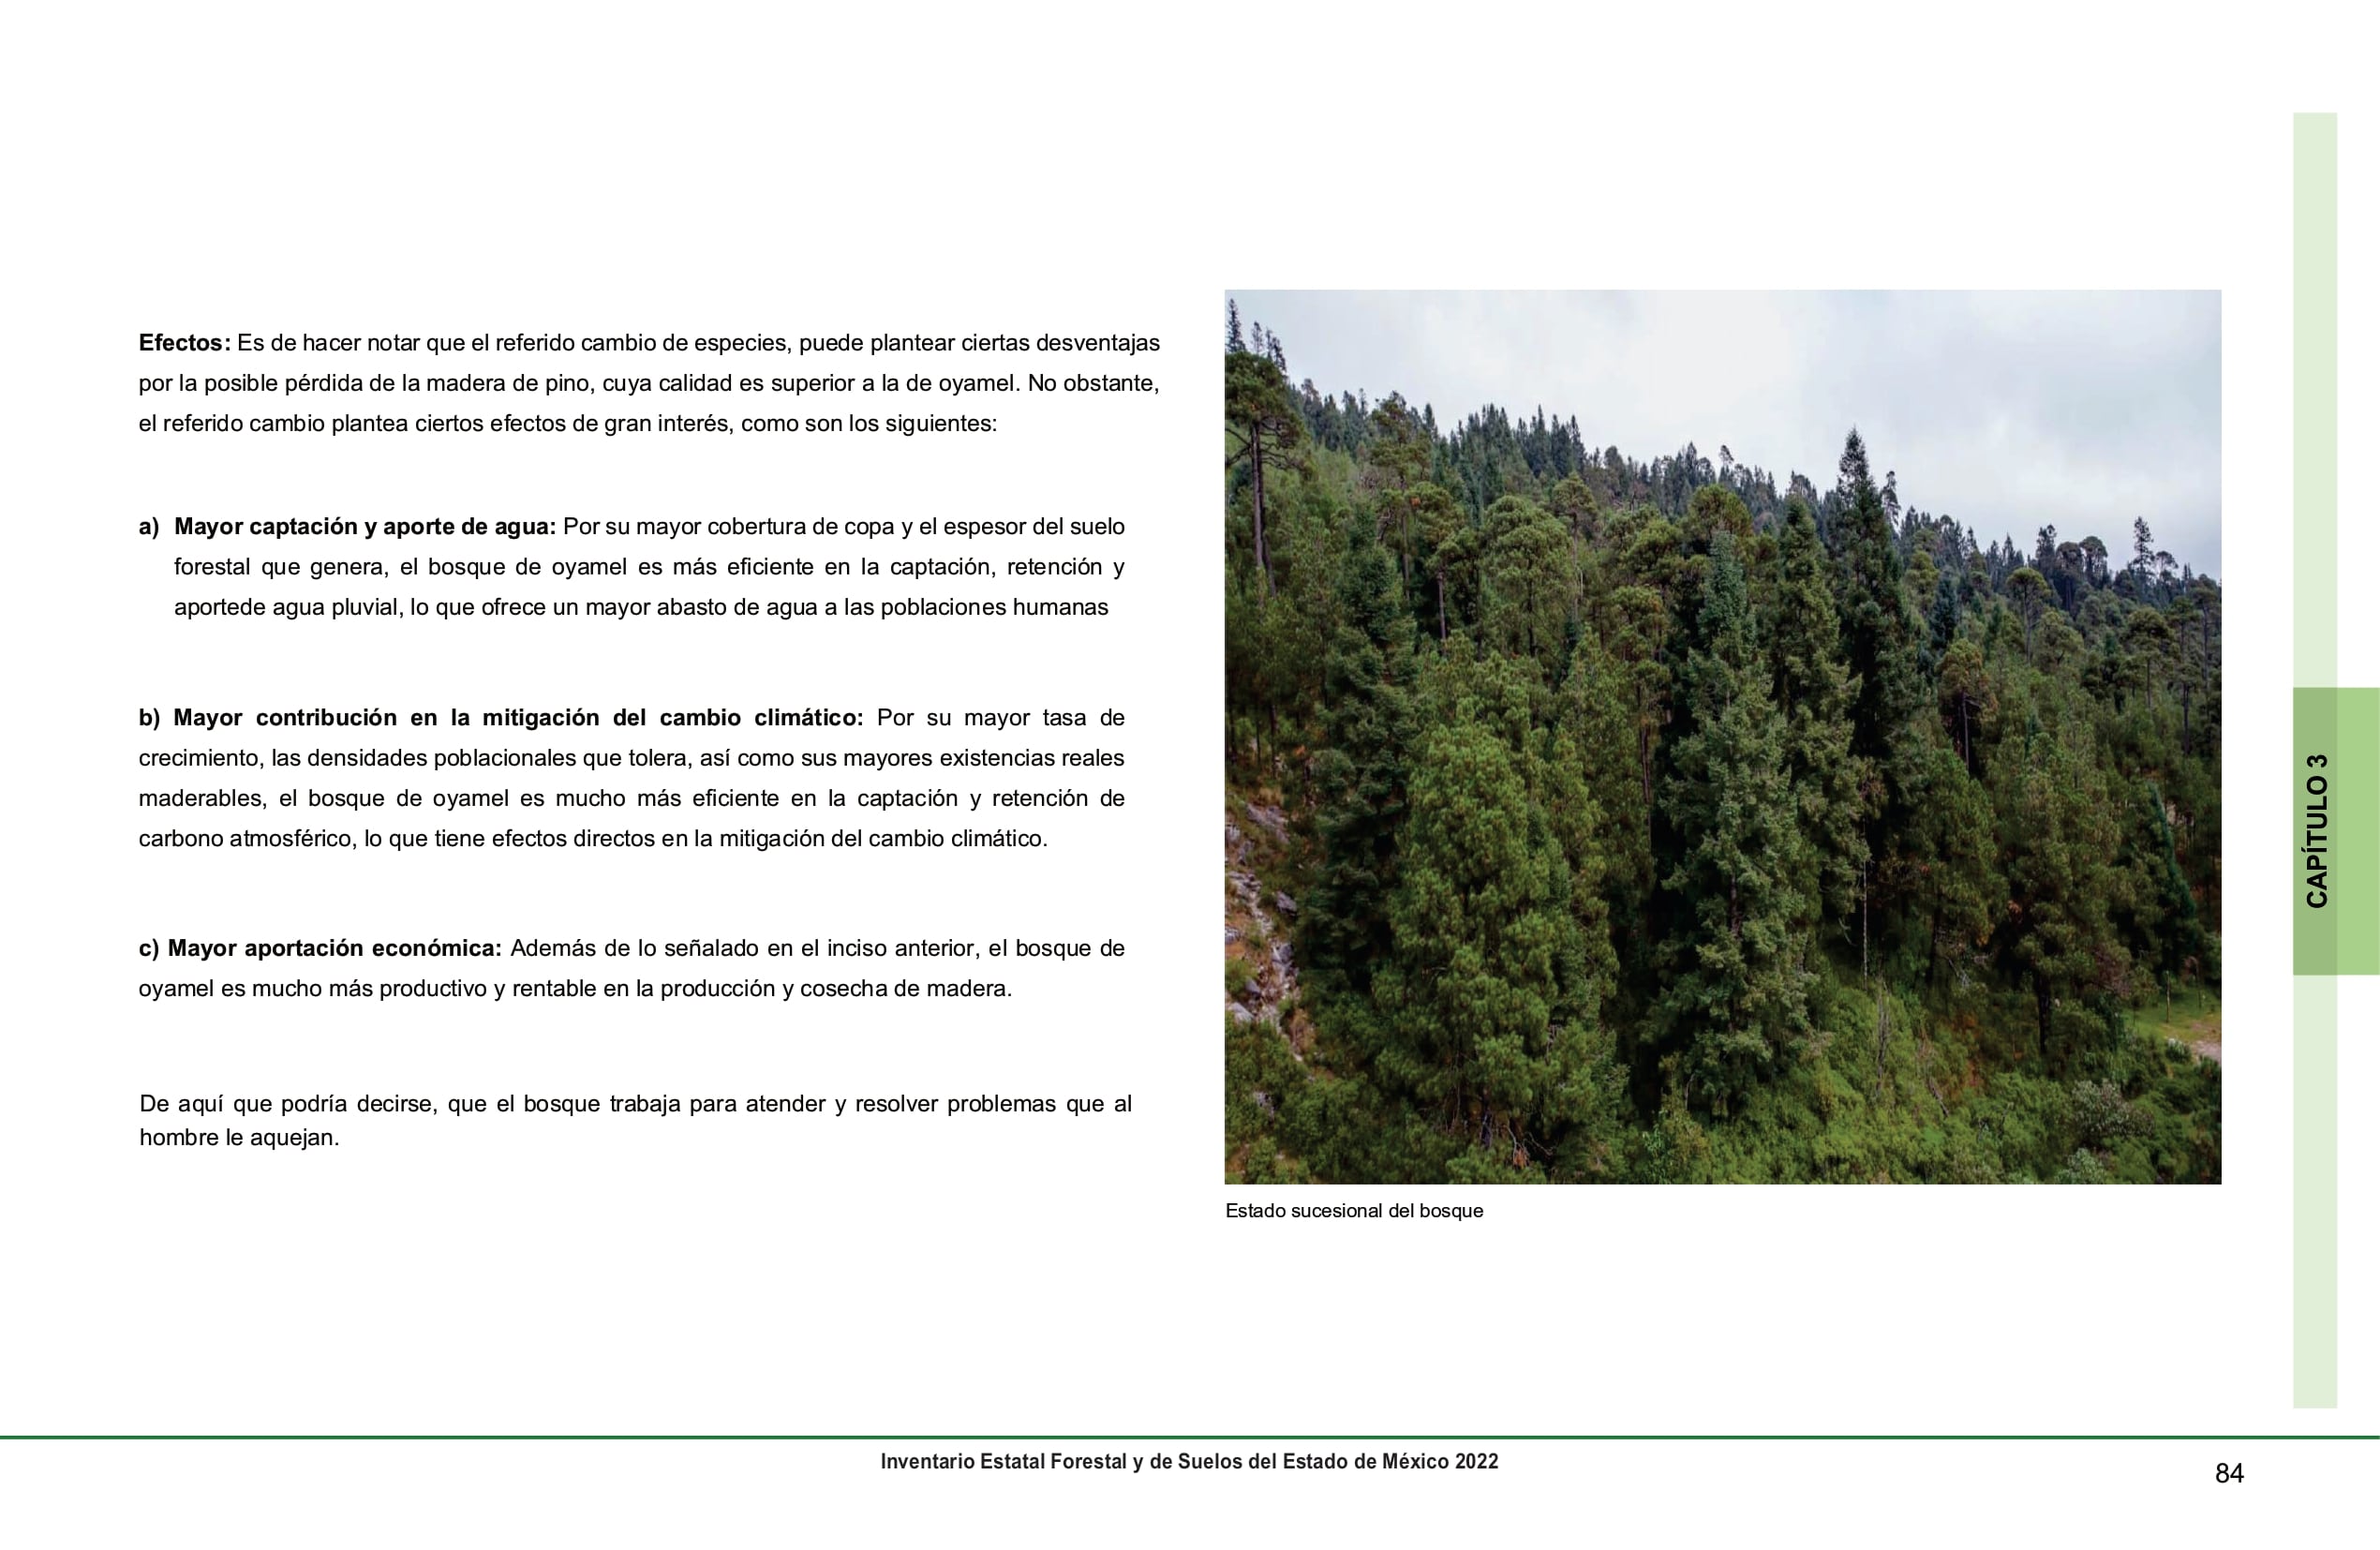 Efectos: Es de hacer notar que el referido cambio de especies, puede plantear ciertas desventajas
por la posible pérdida de la madera de pino, cuya calidad es superior a la de oyamel. No obstante,
el referido cambio plantea ciertos efectos de gran interés, como son los siguientes:
a) Mayor captación y aporte de agua: Por su mayor cobertura de copa y el espesor del suelo
forestal que genera, el bosque de oyamel es más eficiente en la captación, retención y
aportede agua pluvial, lo que ofrece un mayor abasto de agua a las poblaciones humanas
b) Mayor contribución en la mitigación del cambio climático: Por su mayor tasa de
crecimiento, las densidades poblacionales que tolera, así como sus mayores existencias reales
maderables, el bosque de oyamel es mucho más eficiente en la captación y retención de
carbono atmosférico, lo que tiene efectos directos en la mitigación del cambio climático.
c) Mayor aportación económica: Además de lo señalado en el inciso anterior, el bosque de
oyamel es mucho más productivo y rentable en la producción y cosecha de madera.
De aquí que podría decirse, que el bosque trabaja para atender y resolver problemas que al
hombre le aquejan.
Estado sucesional del bosque
CAPÍTULO 3
Inventario Estatal Forestal y de Suelos del Estado de México 2022
84